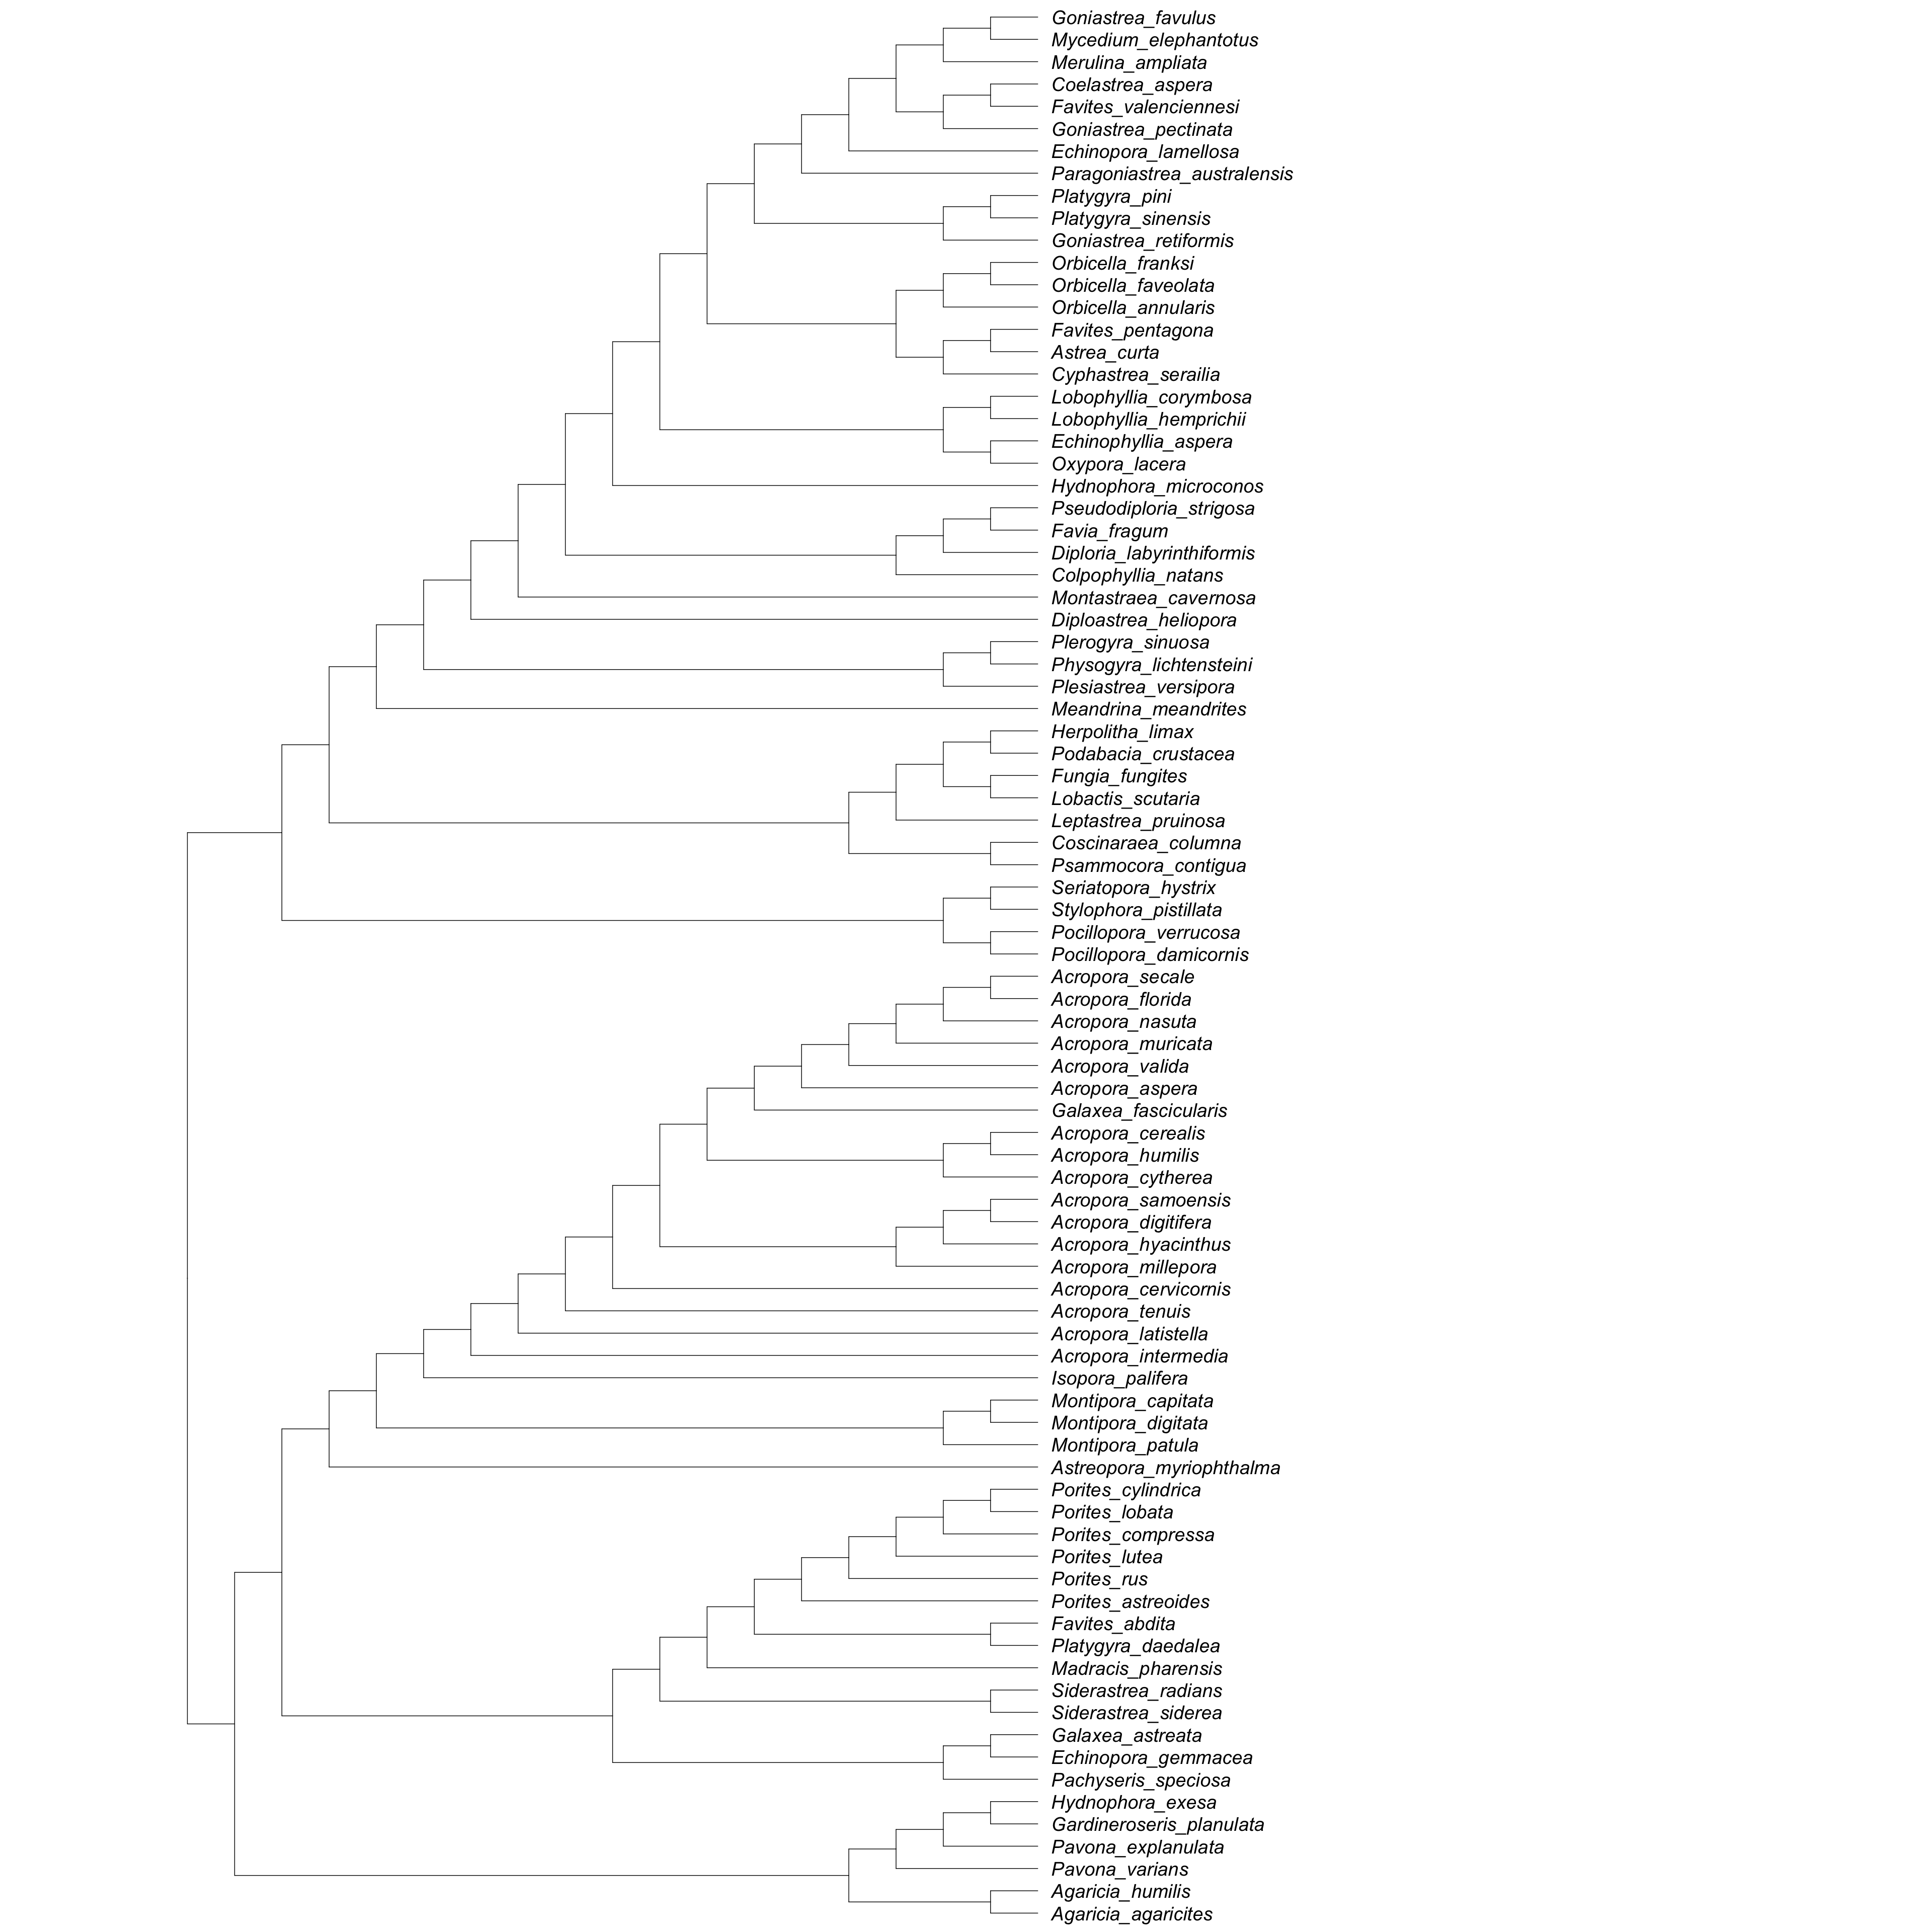 Goniastrea_favulus
Mycedium_elephantotus
Merulina_ampliata
Coelastrea_aspera
Favites_valenciennesi
Goniastrea_pectinata
Echinopora_lamellosa
Paragoniastrea_australensis
Platygyra_pini
Platygyra_sinensis
Goniastrea_retiformis
Orbicella_franksi
Orbicella_faveolata
Orbicella_annularis
Favites_pentagona
Astrea_curta
Cyphastrea_serailia
Lobophyllia_corymbosa
Lobophyllia_hemprichii
Echinophyllia_aspera
Oxypora_lacera
Hydnophora_microconos
Pseudodiploria_strigosa
Favia_fragum
Diploria_labyrinthiformis
Colpophyllia_natans
Montastraea_cavernosa
Diploastrea_heliopora
Plerogyra_sinuosa
Physogyra_lichtensteini
Plesiastrea_versipora
Meandrina_meandrites
Herpolitha_limax
Podabacia_crustacea
Fungia_fungites
Lobactis_scutaria
Leptastrea_pruinosa
Coscinaraea_columna
Psammocora_contigua
Seriatopora_hystrix
Stylophora_pistillata
Pocillopora_verrucosa
Pocillopora_damicornis
Acropora_secale
Acropora_florida
Acropora_nasuta
Acropora_muricata
Acropora_valida
Acropora_aspera
Galaxea_fascicularis
Acropora_cerealis
Acropora_humilis
Acropora_cytherea
Acropora_samoensis
Acropora_digitifera
Acropora_hyacinthus
Acropora_millepora
Acropora_cervicornis
Acropora_tenuis
Acropora_latistella
Acropora_intermedia
Isopora_palifera
Montipora_capitata
Montipora_digitata
Montipora_patula
Astreopora_myriophthalma
Porites_cylindrica
Porites_lobata
Porites_compressa
Porites_lutea
Porites_rus
Porites_astreoides
Favites_abdita
Platygyra_daedalea
Madracis_pharensis
Siderastrea_radians
Siderastrea_siderea
Galaxea_astreata
Echinopora_gemmacea
Pachyseris_speciosa
Hydnophora_exesa
Gardineroseris_planulata
Pavona_explanulata
Pavona_varians
Agaricia_humilis
Agaricia_agaricites